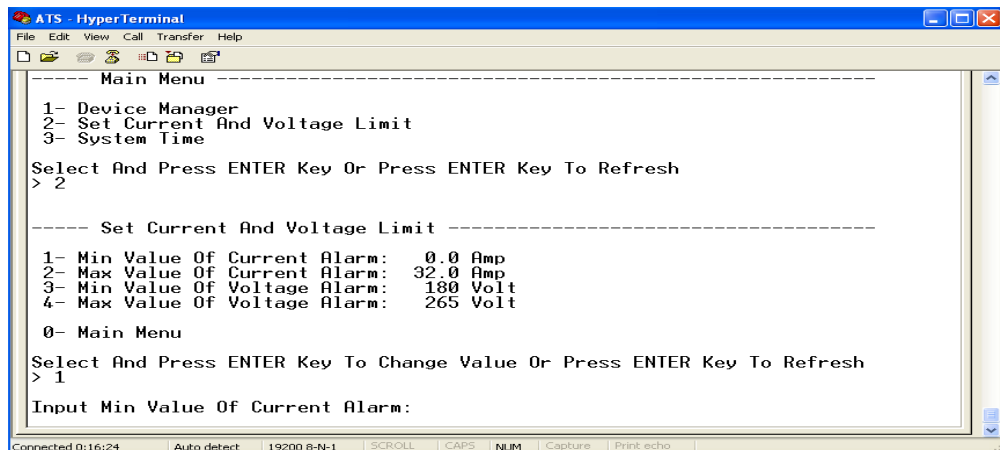 ATS - HyperTerminal
File Edit View Call Transfer Help
----- Main Menu -------------------------------------------------------
1- Device Manager
2- Set Current And Voltage Limit
3- System Time
Select And Press ENTER Key Or Press ENTER Key To Refresh
> 2
----- Set Current And Voltage Limit ------------------------------------
1- Min Value Of Current Alarm: 0.0 Amp
2- Max Value Of Current Alarm: 32.0 Amp
3- Min Value Of Voltage Alarm: 180 Volt
4- Max Value Of Voltage Alarm: 265 Volt
0- Main Menu
Select And Press ENTER Key To Change Value Or Press ENTER Key To Refresh
> 1
Input Min Value Of Current Alarm:
Connected 0:16:24 Auto detect 19200 8-N-1 SCROLL CAPS NUM Capture Print echo